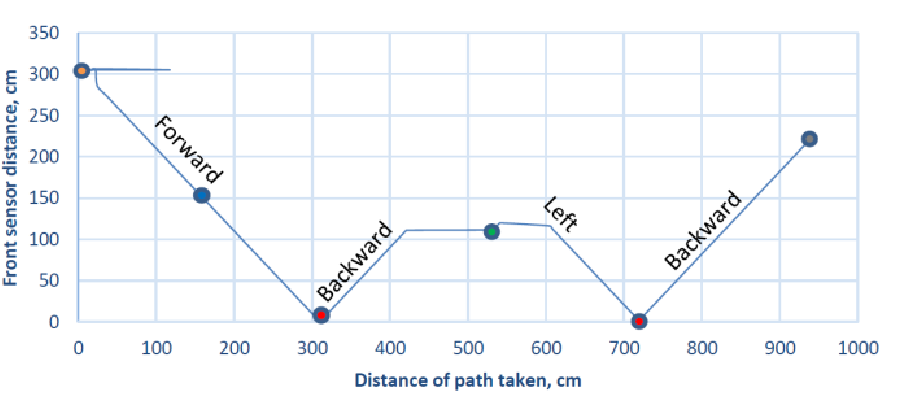 350
300
250
200
150
100
50
0
Front sensor distance, cm
Forward
Backward
Left
Backward
0 100 200 300 400 500 600 700 800 900 1000
Distance of path taken, cm